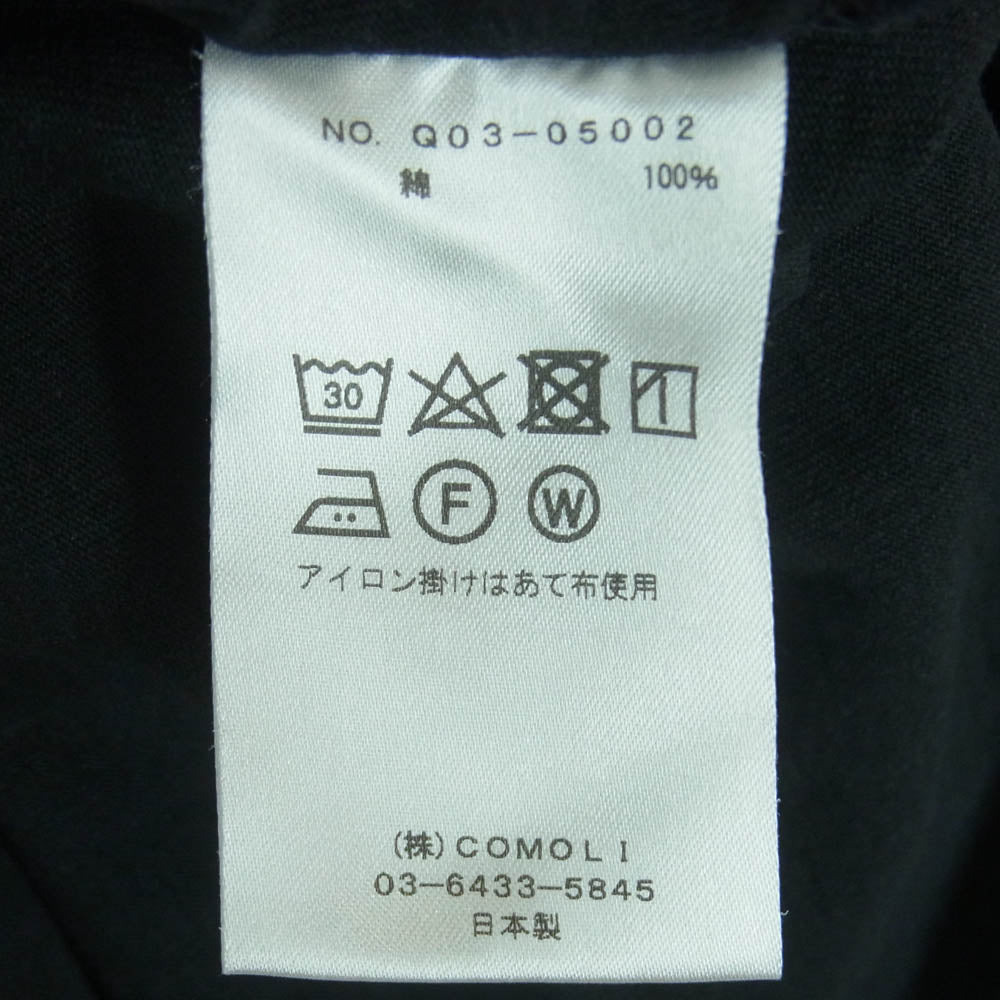 NO. Q03-05002
綿 100%
30
F W
アイロン掛けはあて布使用
(株)COMOLI
03-6433-5845
日本製